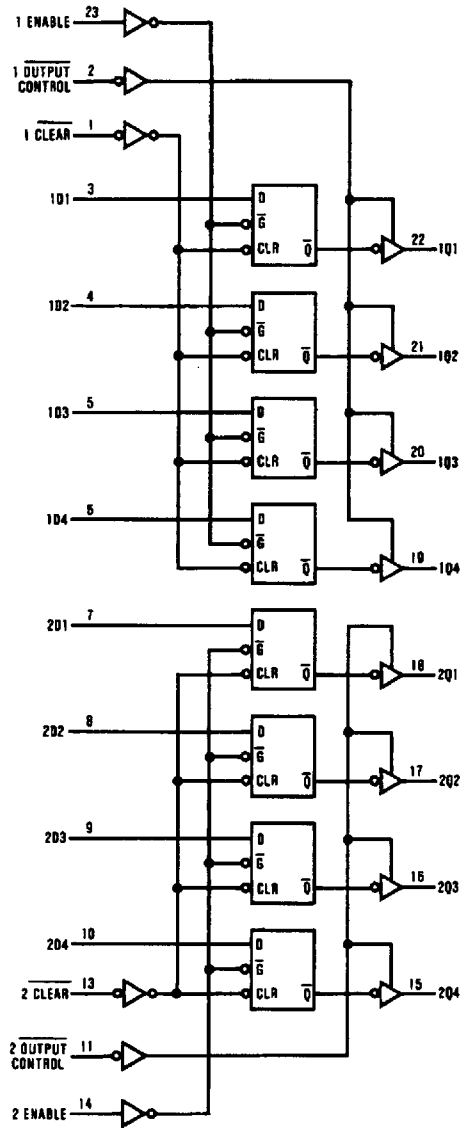 1 ENABLE 23
1 OUTPUT CONTROL 2
1 CLEAR 1
1D1 3 D
G
CLR Q 22 1Q1
1D2 4 D
G
CLR Q 21 1Q2
1D3 5 D
G
CLR Q 20 1Q3
1D4 6 D
G
CLR Q 19 1Q4
2D1 7 D
G
CLR Q 18 2Q1
2D2 8 D
G
CLR Q 17 2Q2
2D3 9 D
G
CLR Q 16 2Q3
2D4 10 D
G
2 CLEAR 13 CLR Q 15 2Q4
2 OUTPUT CONTROL 11
2 ENABLE 14